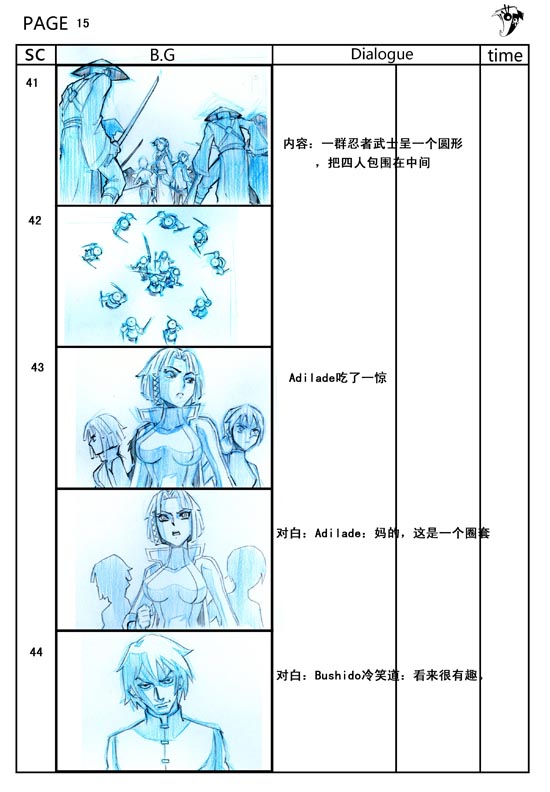 PAGE 15
SC B.G Dialogue time
41
内容：一群忍者武士呈一个圆形
，把四人包围在中间
42
43
Adilade吃了一惊
对白：Adilade：妈的，这是一个圈套
44
对白：Bushido冷笑道：看来很有趣。